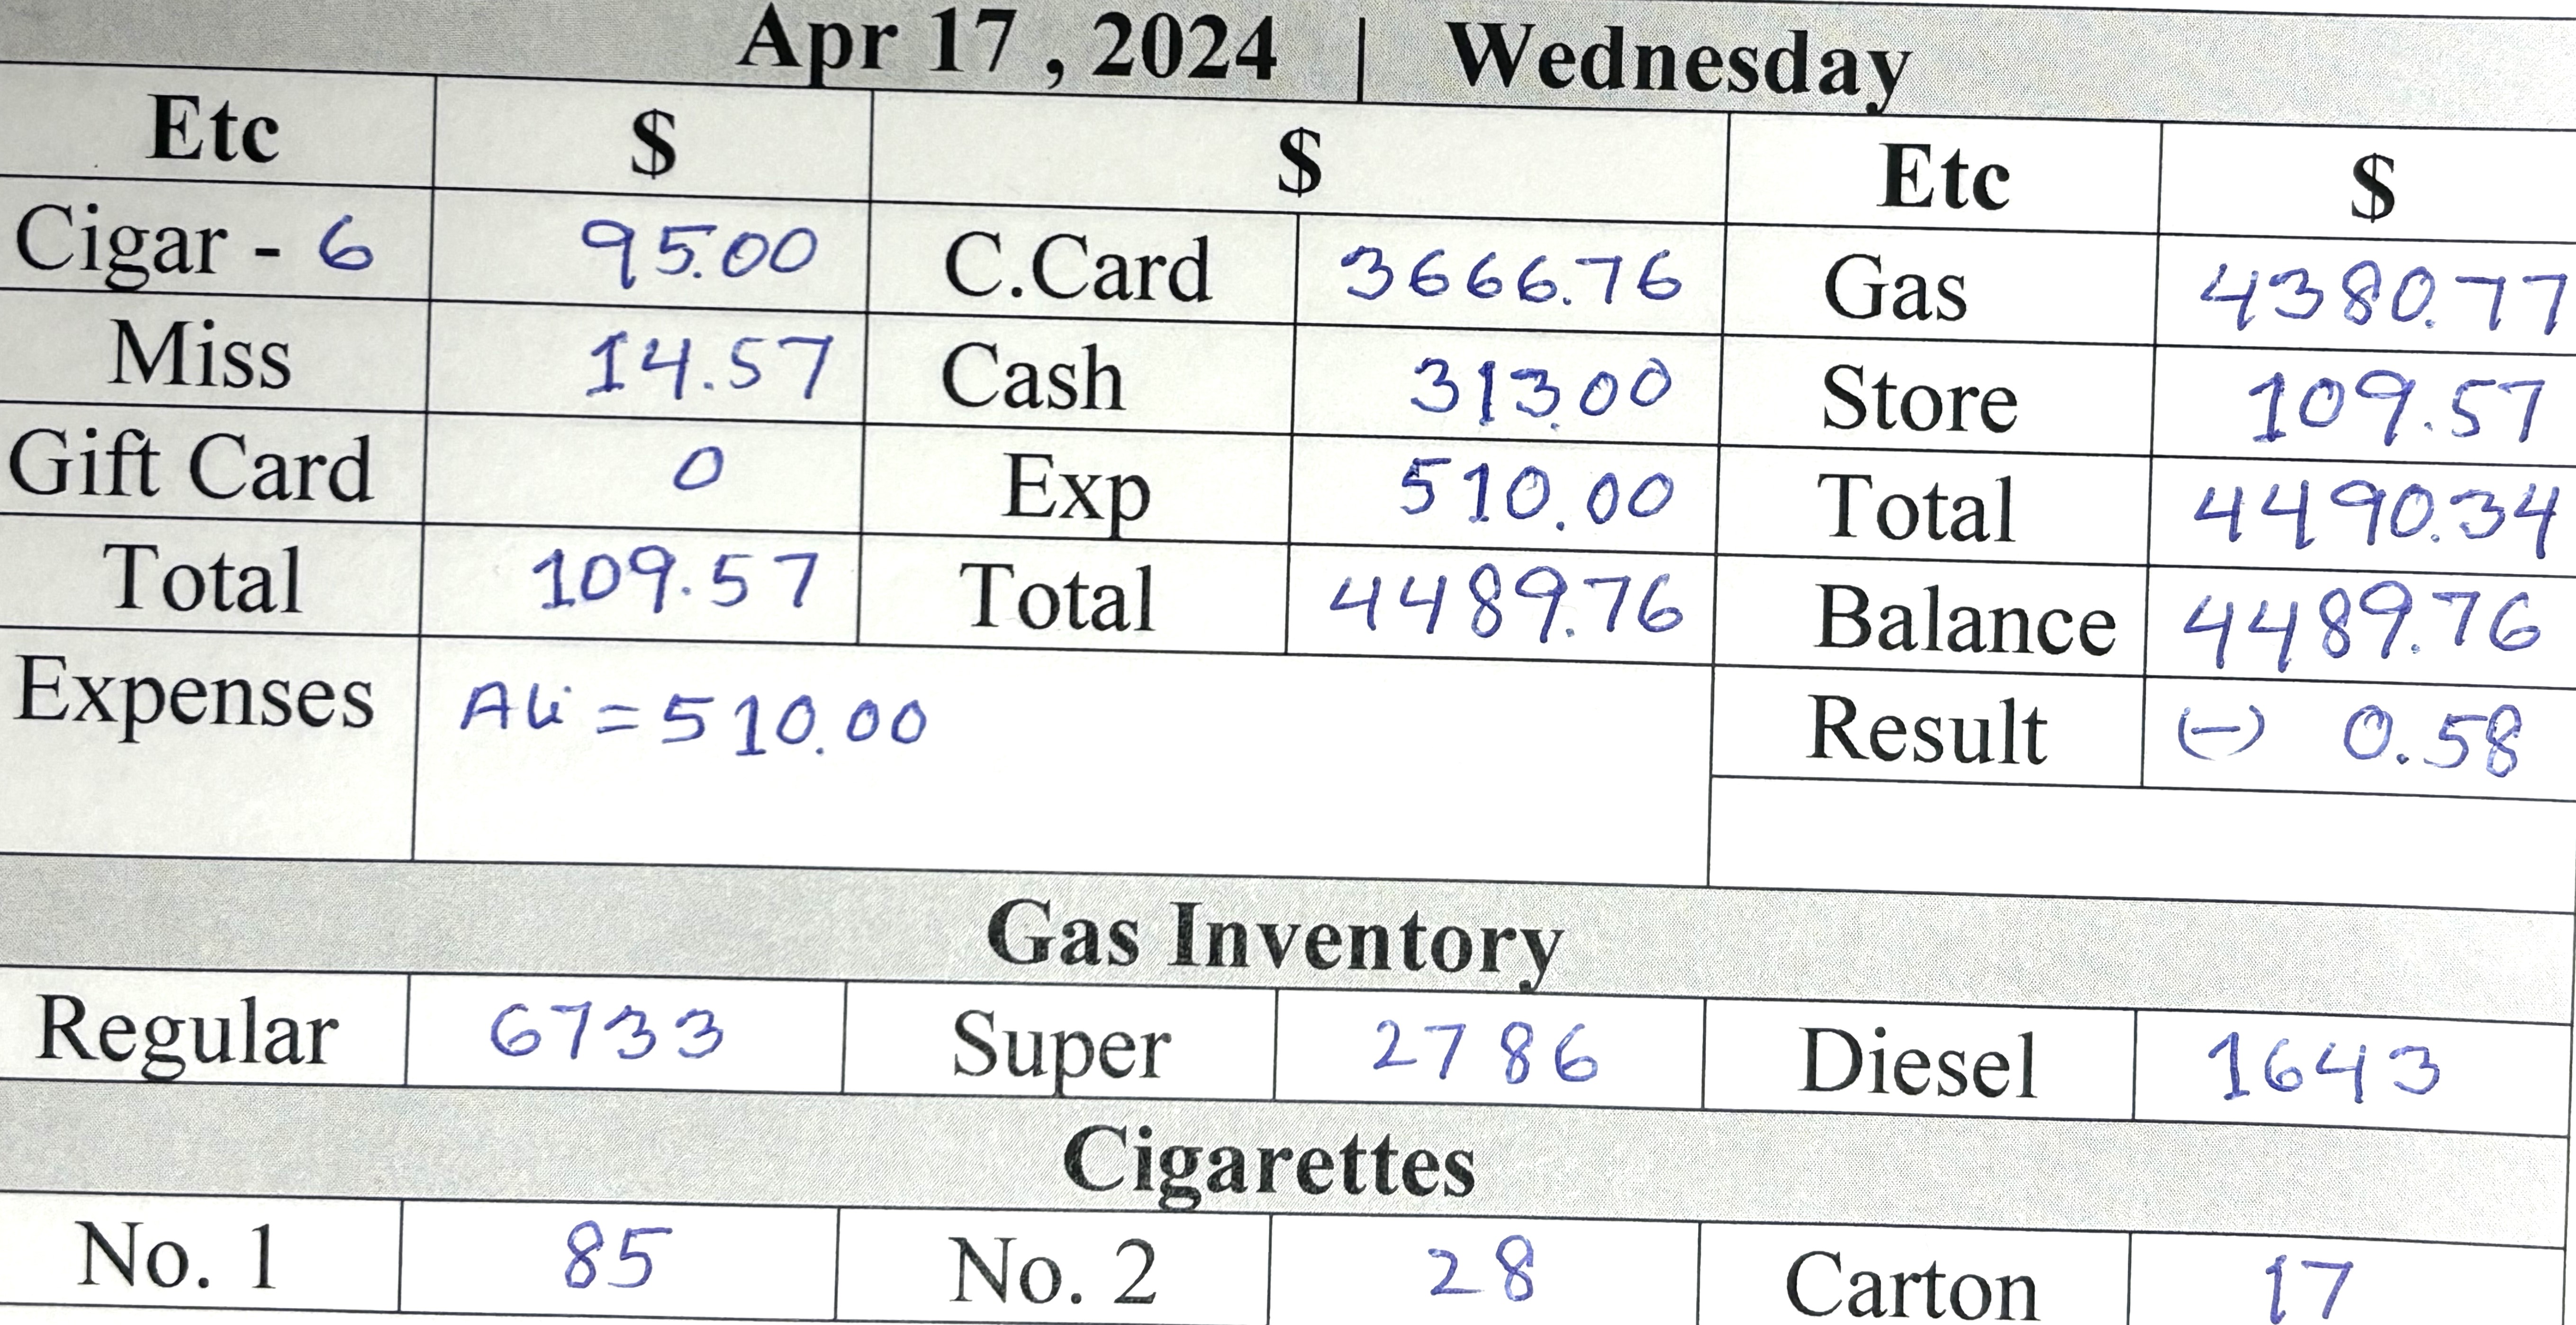 Apr 17 , 2024 | Wednesday
Etc $ $ Etc $
Cigar - 6 95.00 C.Card 3666.76 Gas 4380.77
Miss 14.57 Cash 313.00 Store 109.57
Gift Card 0 Exp 510.00 Total 4490.34
Total 109.57 Total 4489.76 Balance 4489.76
Expenses Ali = 510.00 Result (-) 0.58
Gas Inventory
Regular 6733 Super 2786 Diesel 1643
Cigarettes
No. 1 85 No. 2 28 Carton 17